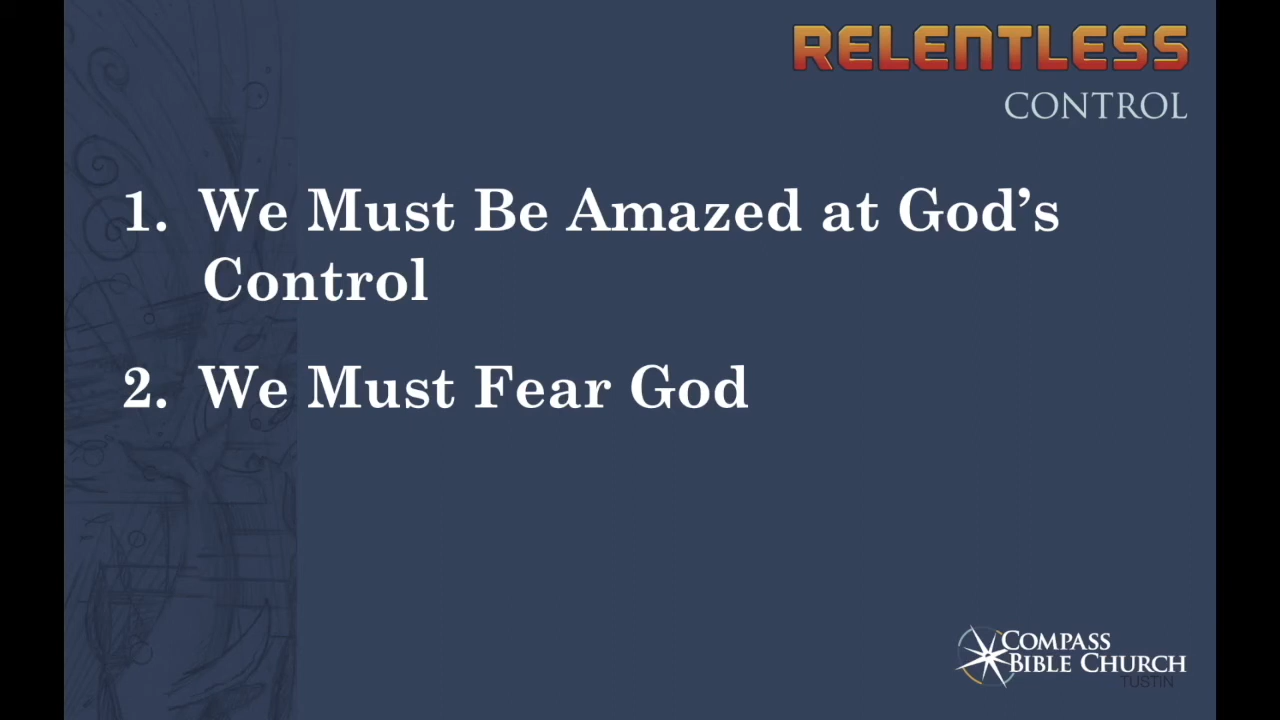 RELENTLESS
CONTROL
1. We Must Be Amazed at God’s
Control
2. We Must Fear God
COMPASS
BIBLE CHURCH
TUSTIN